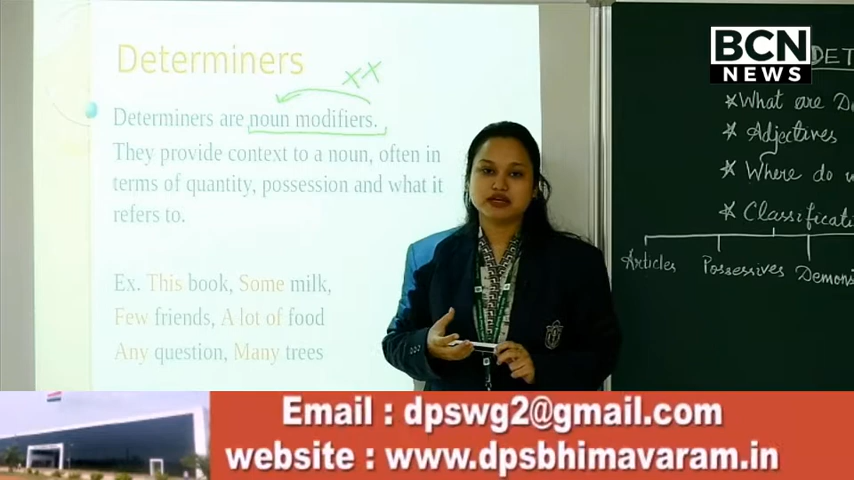 Determiners
xx
Determiners are noun modifiers.
They provide context to a noun, often in
terms of quantity, possession and what it
refers to.
Ex. This book, Some milk,
Few friends, A lot of food
Any question, Many trees
BCN
NEWS
DET
*What are De
* Adjectives
* Where do w
* Classificati
Articles Possessives Demons
Email : dpswg2@gmail.com
website : www.dpsbhimavaram.in